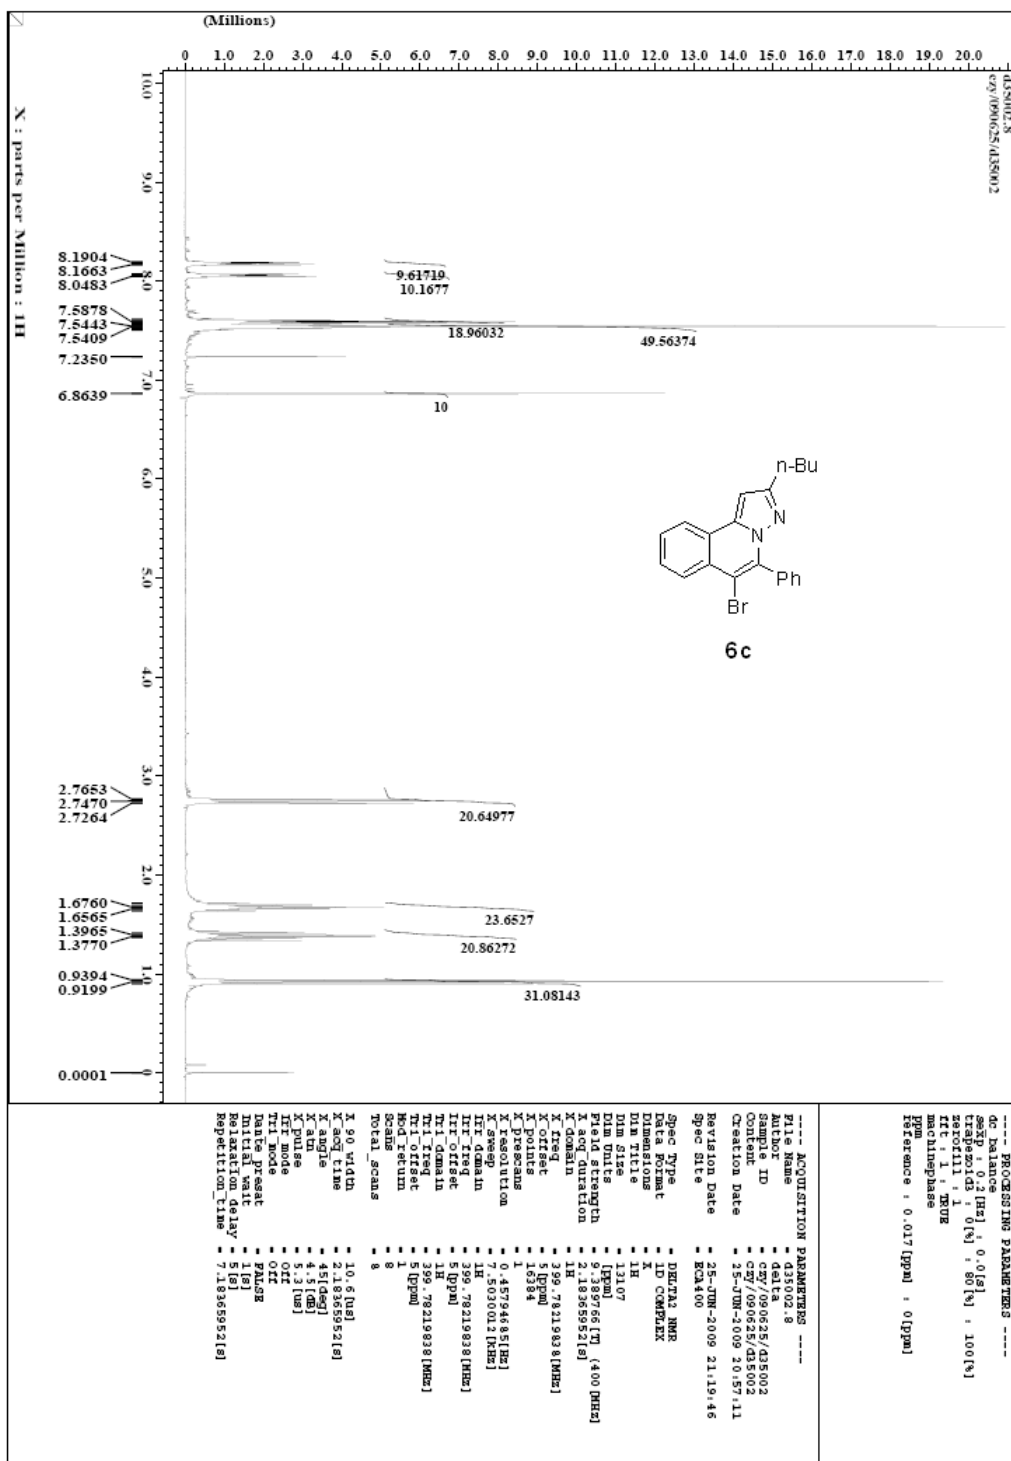 (Millions)
0 1.0 2.0 3.0 4.0 5.0 6.0 7.0 8.0 9.0 10.0 11.0 12.0 13.0 14.0 15.0 16.0 17.0 18.0 19.0 20.0
d35002.8
czy/090625/d35002
X : parts per Million : 1H
10.0 9.0 8.0 7.0 6.0 5.0 4.0 3.0 2.0 1.0 0
8.1904
8.1663
8.0483
7.5878
7.5443
7.5409
7.2350
6.8639
2.7653
2.7470
2.7264
1.6760
1.6565
1.3965
1.3770
0.9394
0.9199
0.0001
9.61719
10.1677
18.96032
49.56374
10
20.64977
23.6527
20.86272
31.08143
n-Bu
N
N
Ph
Br
6c
---- PROCESSING PARAMETERS ----
dc_balance
sexp : 0.2[Hz] : 0.0[s]
trapezoid3 : 0[%] : 80[%] : 100[%]
zerofill : 1
fft : 1 : TRUE
machinephase
ppm
reference : 0.017[ppm] : 0[ppm]
---- ACQUISITION PARAMETERS ----
File Name = d35002.8
Author = delta
Sample ID = czy/090625/d35002
Content = czy/090625/d35002
Creation Date = 25-JUN-2009 20:57:11
Revision Date = 25-JUN-2009 21:19:46
Spec Site = ECA400
Spec Type = DELTA2 NMR
Data Format = 1D COMPLEX
Dimensions = X
Dim Title = 1H
Dim Size = 13107
Dim Units = [ppm]
Field_strength = 9.389766[T] (400[MHz])
X_acq_duration = 2.18365952[s]
X_domain = 1H
X_freq = 399.78219838[MHz]
X_offset = 5[ppm]
X_points = 16384
X_prescans = 1
X_resolution = 0.45794685[Hz]
X_sweep = 7.5030012[kHz]
Irr_domain = 1H
Irr_freq = 399.78219838[MHz]
Irr_offset = 5[ppm]
Tri_domain = 1H
Tri_freq = 399.78219838[MHz]
Tri_offset = 5[ppm]
Mod_return = 1
Scans = 8
Total_scans = 8
X_90_width = 10.6[us]
X_acq_time = 2.18365952[s]
X_angle = 45[deg]
X_atn = 4.5[dB]
X_pulse = 5.3[us]
Irr_mode = Off
Tri_mode = Off
Dante_presat = FALSE
Initial_wait = 1[s]
Relaxation_delay = 5[s]
Repetition_time = 7.18365952[s]